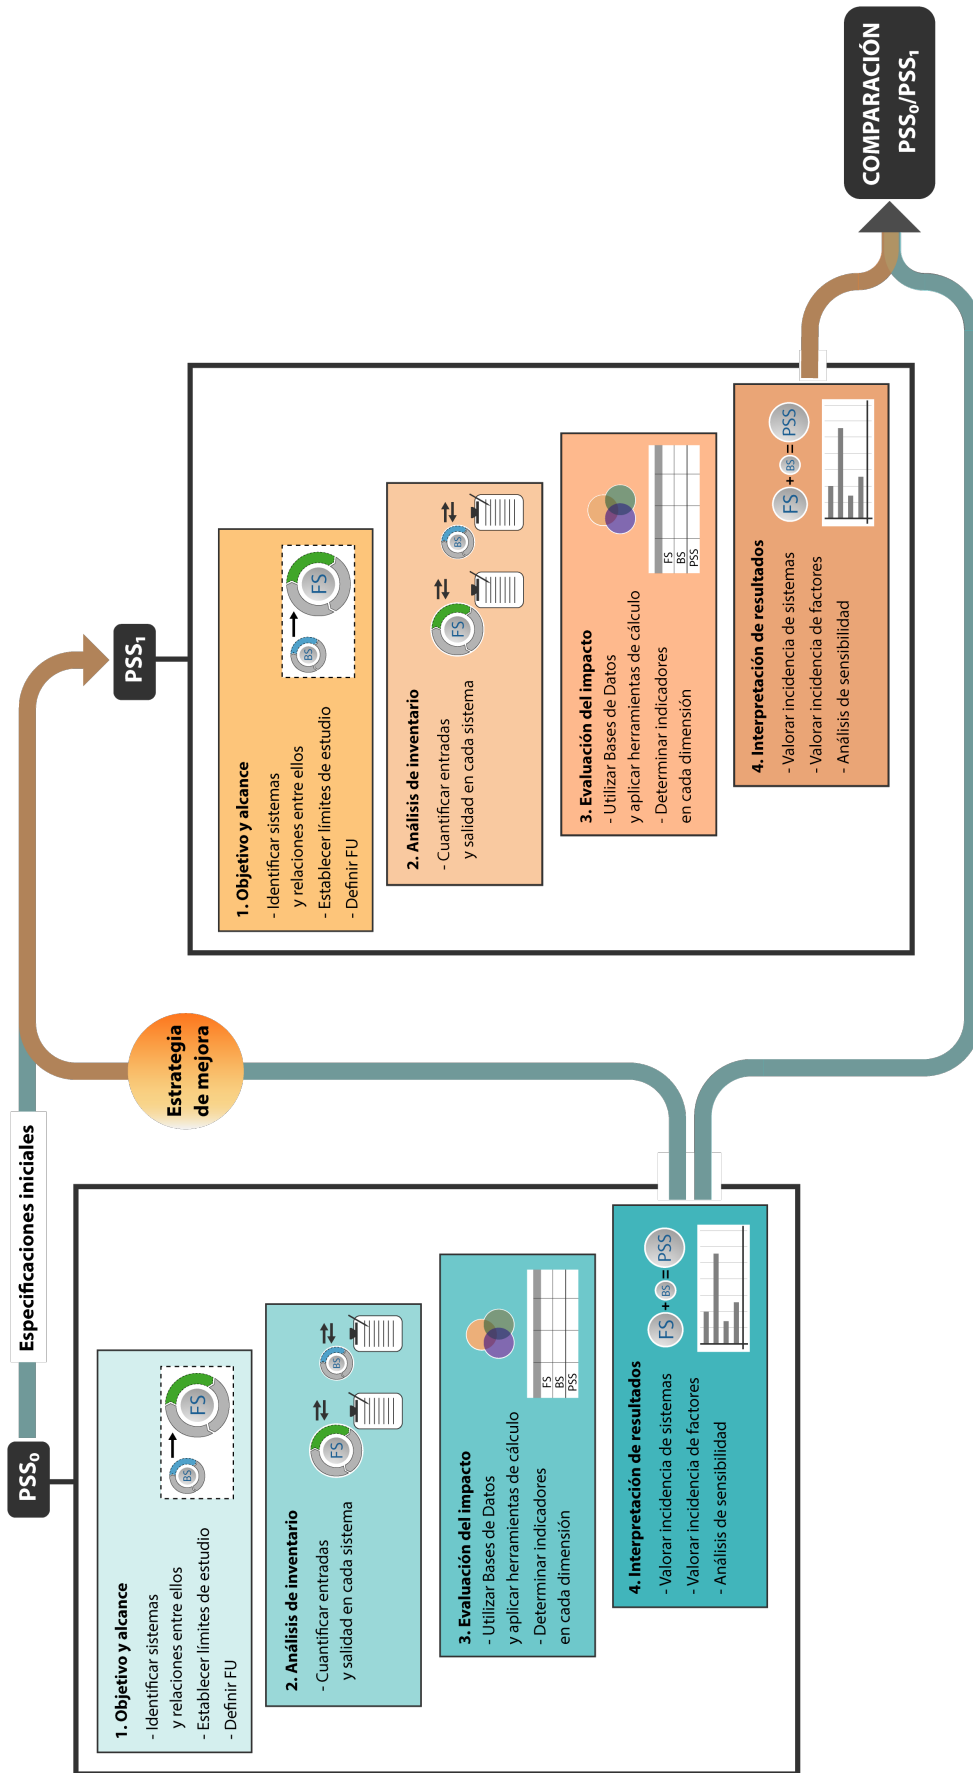 PSS₀
Especificaciones iniciales
1. Objetivo y alcance
- Identificar sistemas
y relaciones entre ellos
- Establecer límites de estudio
- Definir FU
BS
FS
2. Análisis de inventario
- Cuantificar entradas
y salidad en cada sistema
FS
BS
3. Evaluación del impacto
- Utilizar Bases de Datos
y aplicar herramientas de cálculo
- Determinar indicadores
en cada dimensión
FS
BS
PSS
4. Interpretación de resultados
- Valorar incidencia de sistemas
- Valorar incidencia de factores
- Análisis de sensibilidad
FS + BS = PSS
Estrategia
de mejora
PSS₁
1. Objetivo y alcance
- Identificar sistemas
y relaciones entre ellos
- Establecer límites de estudio
- Definir FU
BS
FS
2. Análisis de inventario
- Cuantificar entradas
y salidad en cada sistema
FS
BS
3. Evaluación del impacto
- Utilizar Bases de Datos
y aplicar herramientas de cálculo
- Determinar indicadores
en cada dimensión
FS
BS
PSS
4. Interpretación de resultados
- Valorar incidencia de sistemas
- Valorar incidencia de factores
- Análisis de sensibilidad
FS + BS = PSS
COMPARACIÓN
PSS₀/PSS₁